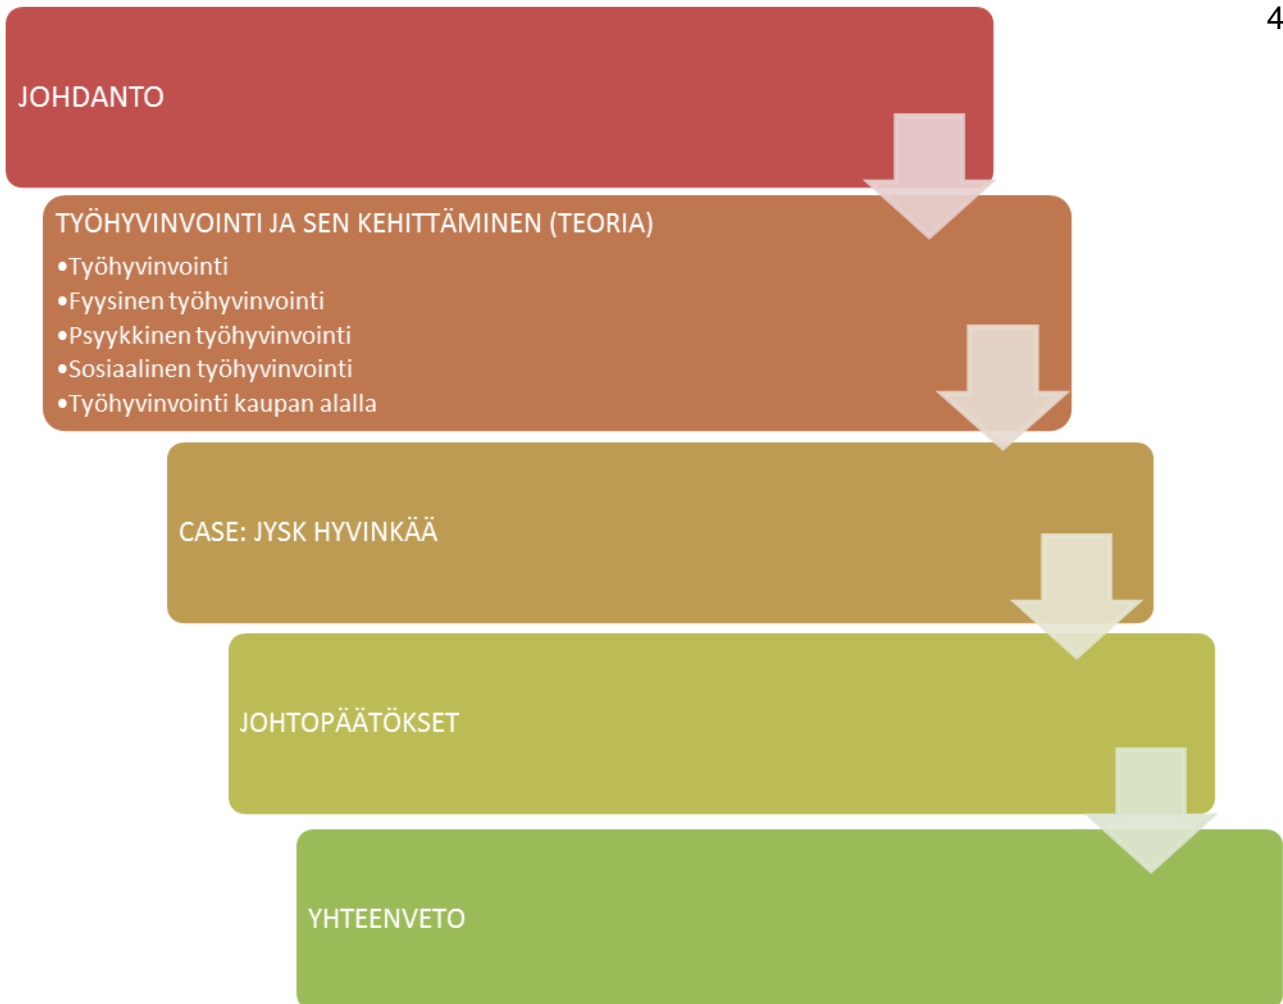 4
JOHDANTO
TYÖHYVINVOINTI JA SEN KEHITTÄMINEN (TEORIA)
•Työhyvinvointi
•Fyysinen työhyvinvointi
•Psyykkinen työhyvinvointi
•Sosiaalinen työhyvinvointi
•Työhyvinvointi kaupan alalla
CASE: JYSK HYVINKÄÄ
JOHTOPÄÄTÖKSET
YHTEENVETO